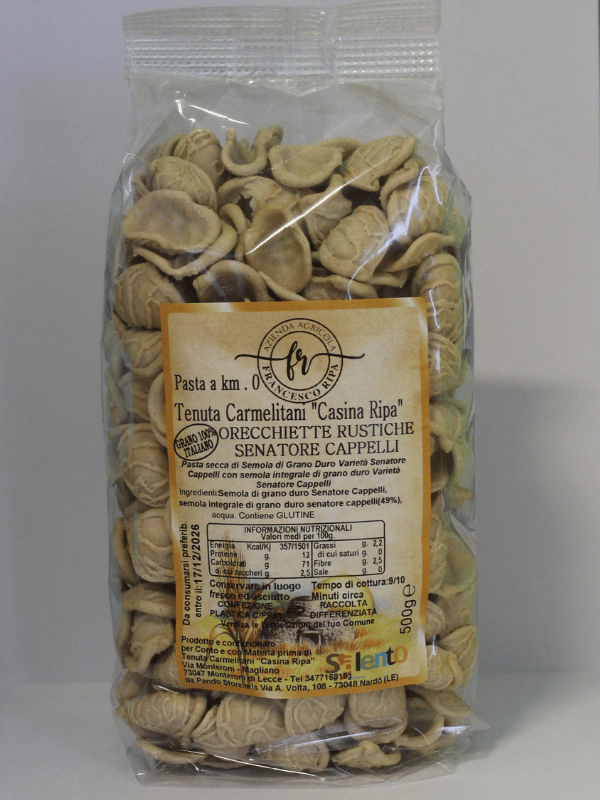 AZIENDA AGRICOLA
fr
FRANCESCO RIPA
Pasta a km . 0
Tenuta Carmelitani "Casina Ripa"
GRANO 100% ITALIANO
ORECCHIETTE RUSTICHE
SENATORE CAPPELLI
Pasta secca di Semola di Grano Duro Varietà Senatore
Cappelli con semola integrale di grano duro Varietà
Senatore Cappelli
Ingredienti:Semola di grano duro Senatore Cappelli,
semola integrale di grano duro senatore cappelli(49%),
acqua. Contiene GLUTINE
Da consumarsi preferib.
entro il:17/12/2026
INFORMAZIONI NUTRIZIONALI
Valori medi per 100g.
Energia Kcal/Kj 357/1501 Grassi g. 2,2
Proteine g. 12 di cui saturi g. 0
Carboidrati g. 71 Fibre g. 2,5
di cui zuccheri g. 2,5 Sale g. 0
Conservare in luogo Tempo di cottura:9/10
fresco ed asciutto Minuti circa
CONFEZIONE RACCOLTA
PLASTICA C/PP5 DIFFERENZIATA
Verifica le Disposizioni del tuo Comune
500g e
Prodotto e confezionato
per Conto e con Materia prima di
Tenuta Carmelitani "Casina Ripa"
Via Monteroni - Magliano
73047 Monteroni di Lecce - Tel
da Pando Via A. Volta, 108 - 73048 Nardò (LE)
Salento